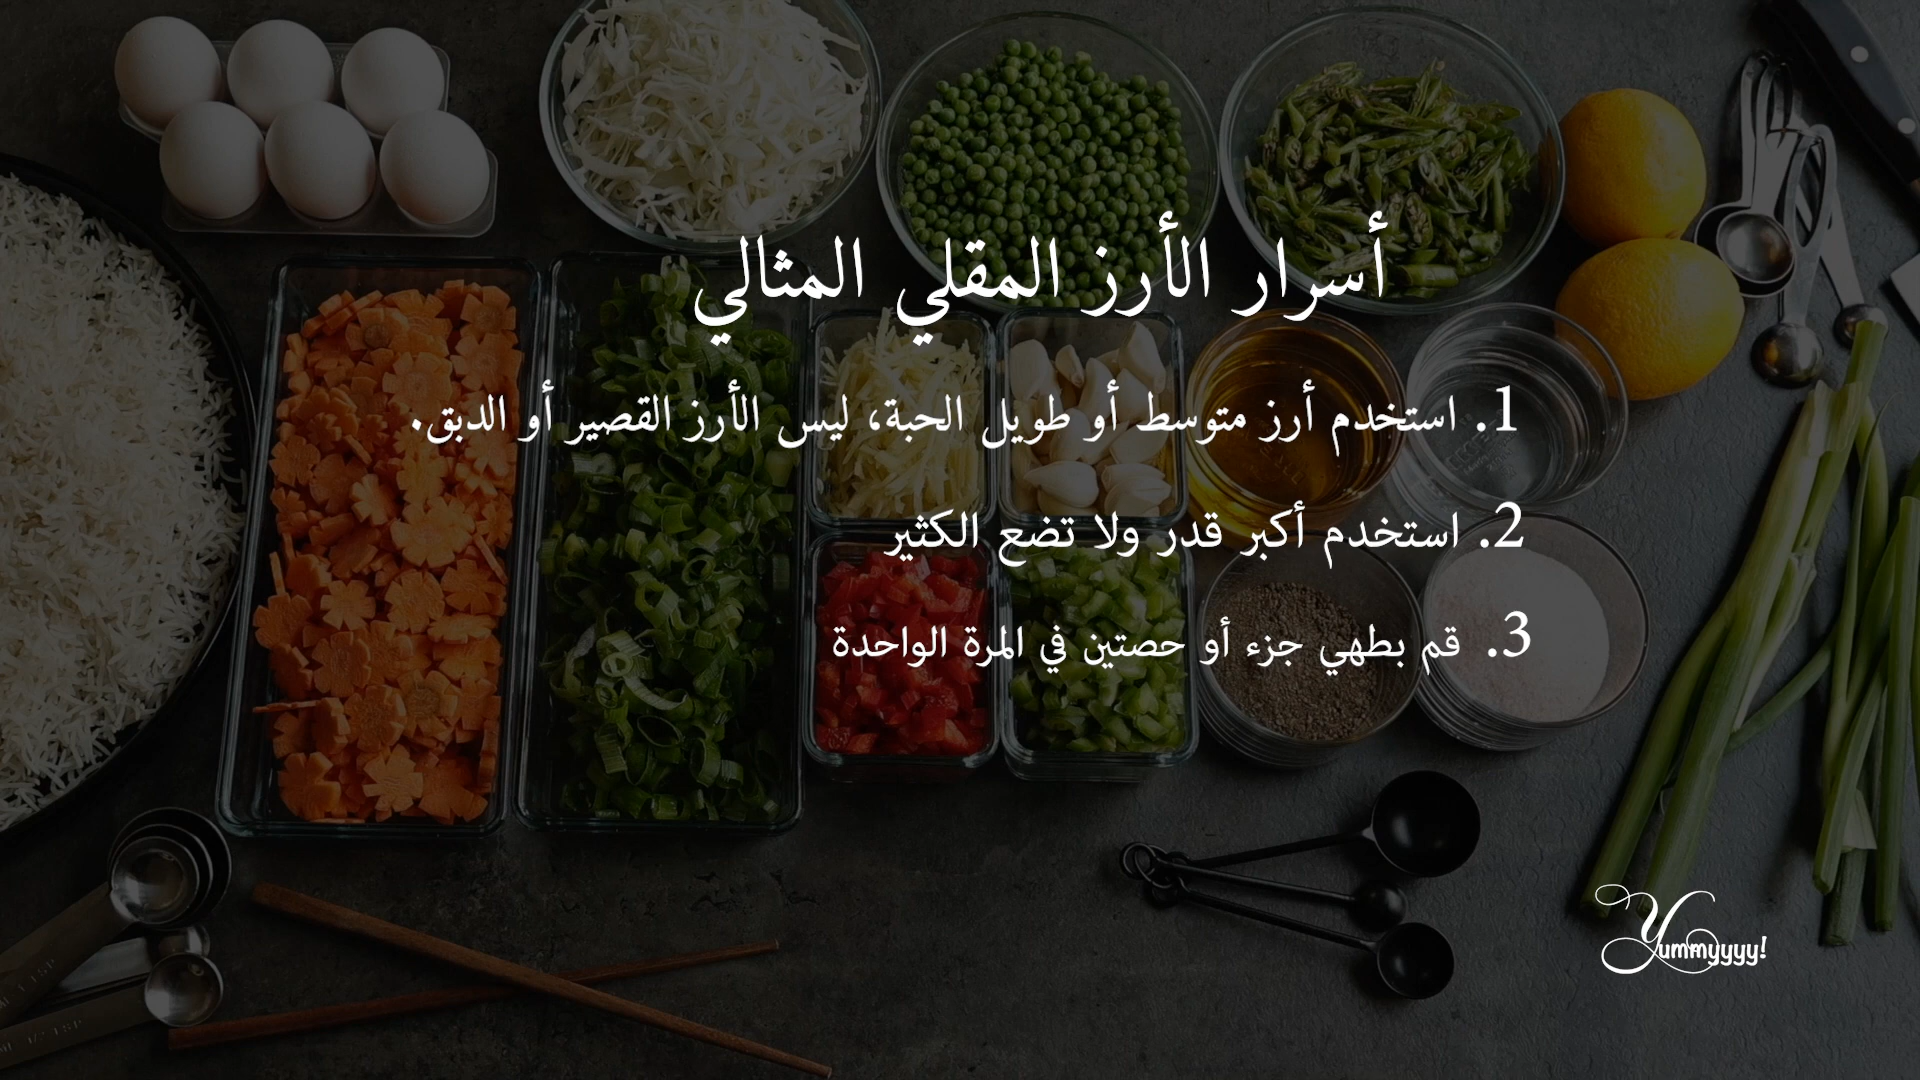 أسرار الأرز المقلي المثالي
1. استخدم أرز متوسط أو طويل الحبة، ليس الأرز القصير أو الدبق.
2. استخدم أكبر قدر ولا تضع الكثير
3. قم بطهي جزء أو حصتين في المرة الواحدة
Yummyyyy!